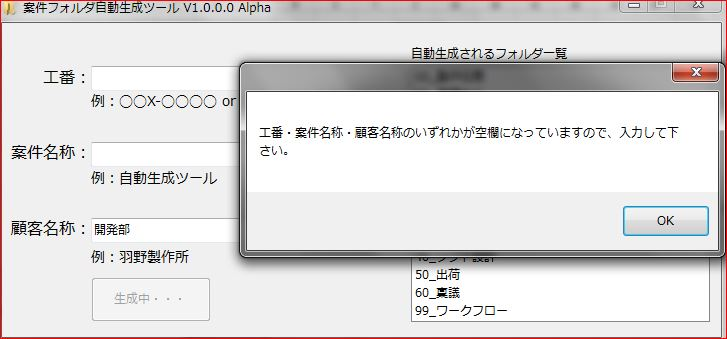 案件フォルダ自動生成ツール V1.0.0.0 Alpha
自動生成されるフォルダ一覧
工番：
例：○○X-○○○○ or
工番・案件名称・顧客名称のいずれかが空欄になっていますので、入力して下
さい。
案件名称：
例：自動生成ツール
OK
顧客名称：
開発部
例：羽野製作所
50_出荷
60_稟議
99_ワークフロー
生成中・・・